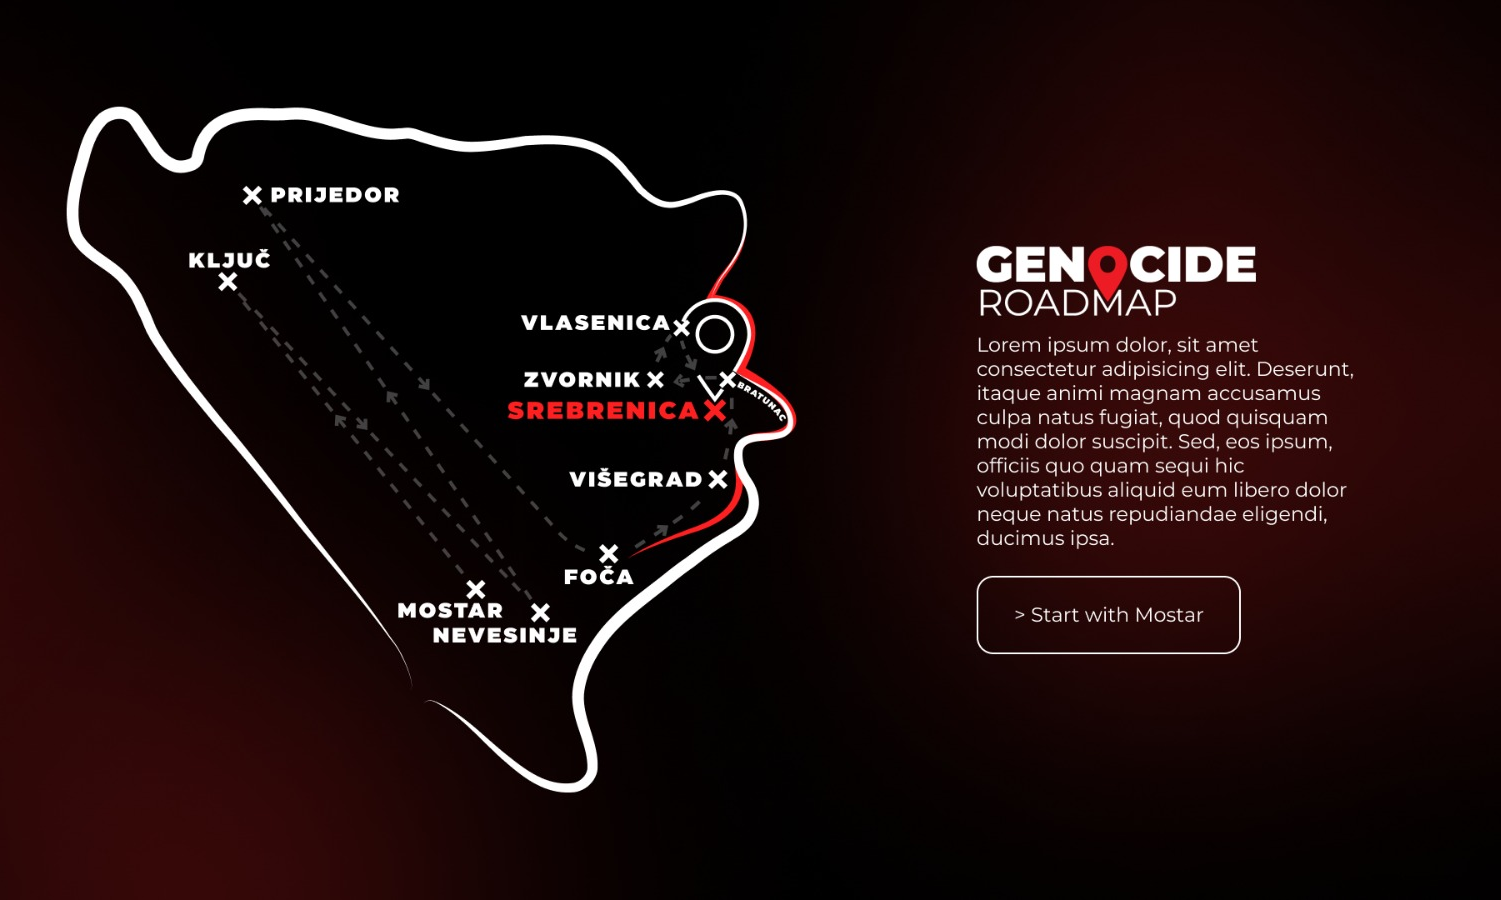 PRIJEDOR
KLJUČ
VLASENICA
ZVORNIK
BRATUNAC
SREBRENICA
VIŠEGRAD
FOČA
MOSTAR
NEVESINJE
GENOCIDE
ROADMAP
Lorem ipsum dolor, sit amet
consectetur adipisicing elit. Deserunt,
itaque animi magnam accusamus
culpa natus fugiat, quod quisquam
modi dolor suscipit. Sed, eos ipsum,
officiis quo quam sequi hic
voluptatibus aliquid eum libero dolor
neque natus repudiandae eligendi,
ducimus ipsa.
> Start with Mostar